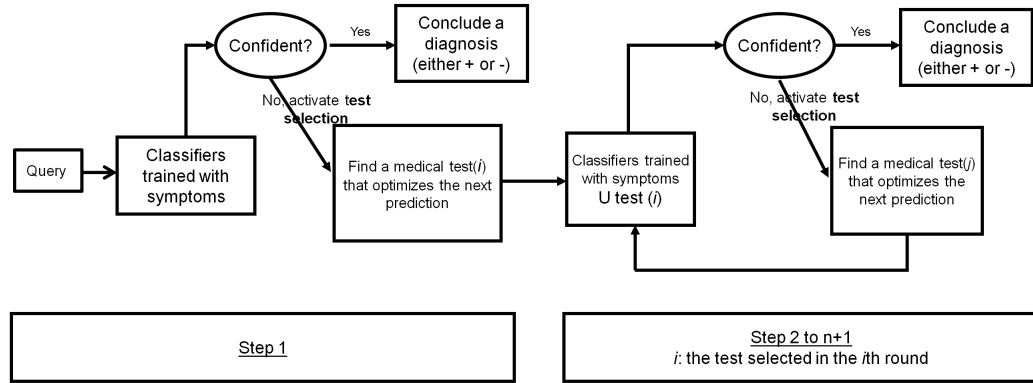 Query
Classifiers
trained with
symptoms
Confident?
Yes
Conclude a
diagnosis
(either + or -)
No, activate test
selection
Find a medical test(i)
that optimizes the next
prediction
Classifiers trained
with symptoms
U test (i)
Confident?
Yes
Conclude a
diagnosis
(either + or -)
No, activate test
selection
Find a medical test(j)
that optimizes the
next prediction
Step 1
Step 2 to n+1
i: the test selected in the ith round